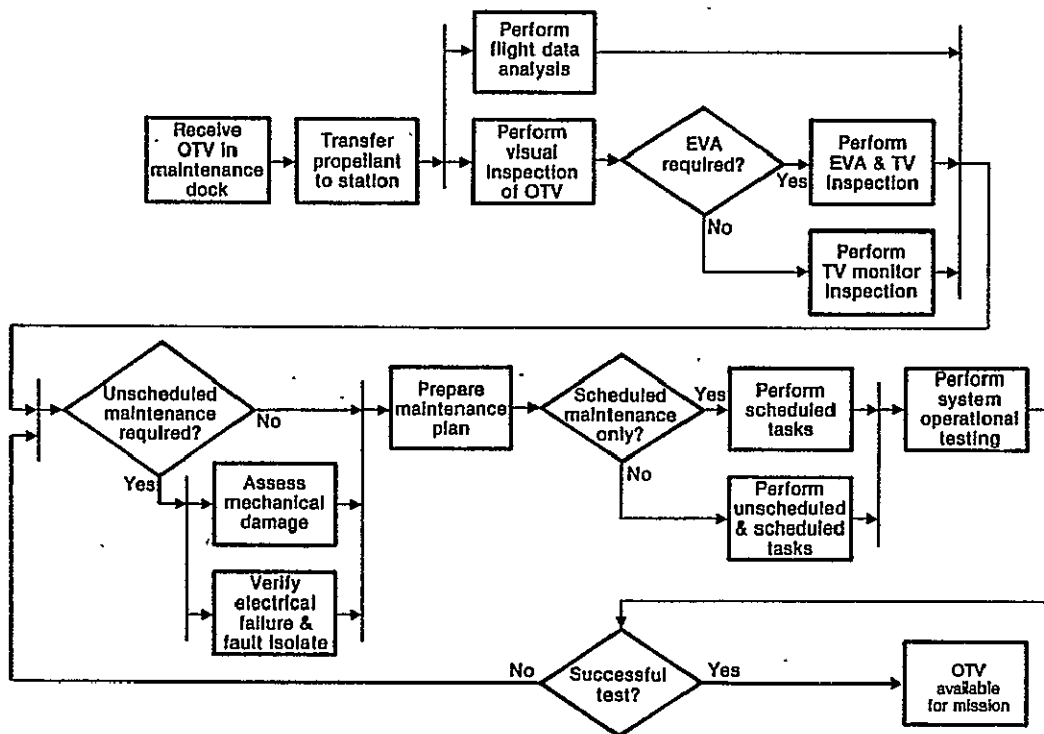 Perform
flight data
analysis
Receive
OTV in
maintenance
dock
Transfer
propellant
to station
Perform
visual
inspection
of OTV
EVA
required?
Yes
No
Perform
EVA & TV
inspection
Perform
TV monitor
inspection
Unscheduled
maintenance
required?
No
Yes
Assess
mechanical
damage
Verify
electrical
failure &
fault isolate
Prepare
maintenance
plan
Scheduled
maintenance
only?
Yes
No
Perform
scheduled
tasks
Perform
unscheduled
& scheduled
tasks
Perform
system
operational
testing
Successful
test?
No
Yes
OTV
available
for mission